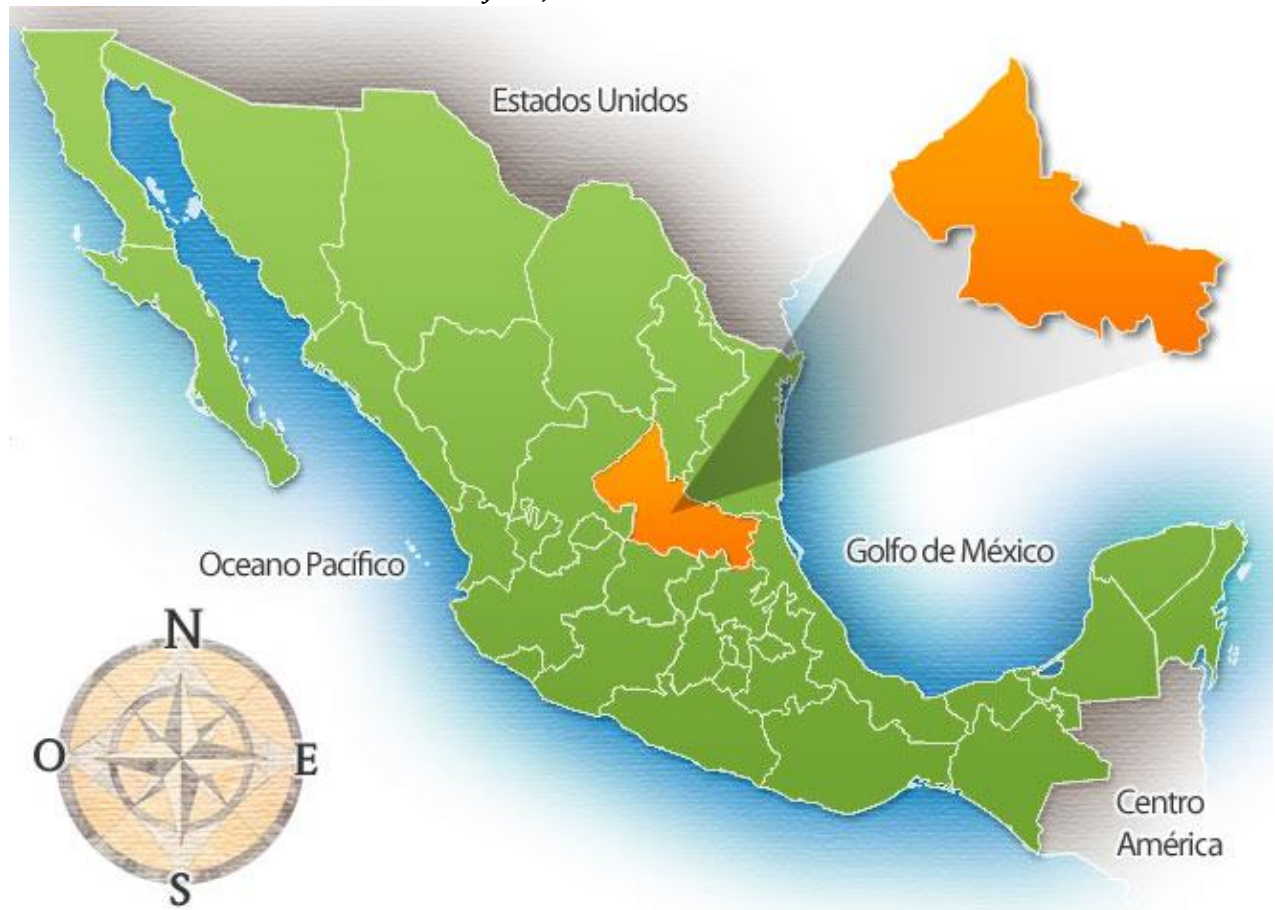 Estados Unidos
Golfo de México
Oceano Pacífico
N
O
E
S
Centro
América